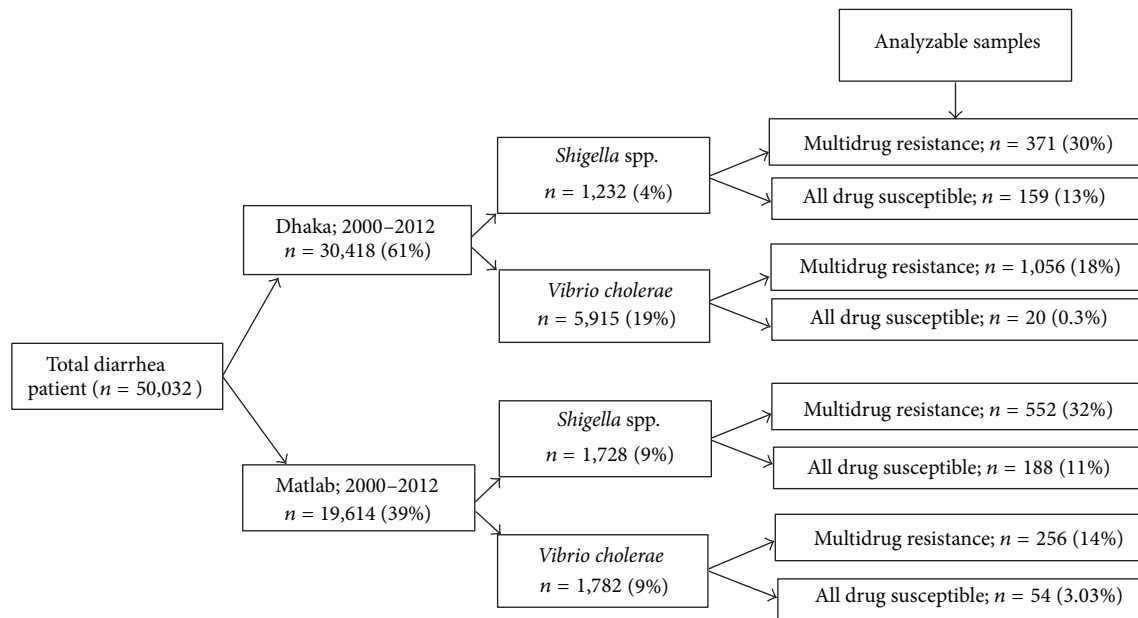 Analyzable samples
Shigella spp.
n = 1,232 (4%)
Multidrug resistance; n = 371 (30%)
All drug susceptible; n = 159 (13%)
Dhaka; 2000–2012
n = 30,418 (61%)
Vibrio cholerae
n = 5,915 (19%)
Multidrug resistance; n = 1,056 (18%)
All drug susceptible; n = 20 (0.3%)
Total diarrhea
patient (n = 50,032 )
Shigella spp.
n = 1,728 (9%)
Multidrug resistance; n = 552 (32%)
All drug susceptible; n = 188 (11%)
Matlab; 2000–2012
n = 19,614 (39%)
Vibrio cholerae
n = 1,782 (9%)
Multidrug resistance; n = 256 (14%)
All drug susceptible; n = 54 (3.03%)